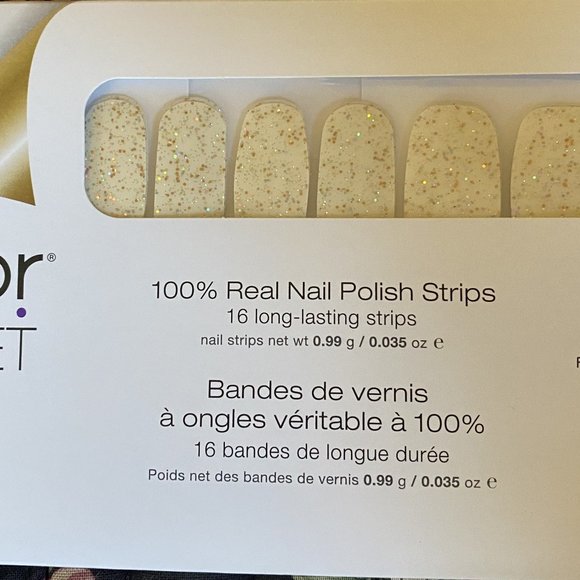 or®
ET
100% Real Nail Polish Strips
16 long-lasting strips
nail strips net wt 0.99 g / 0.035 oz e
Bandes de vernis
à ongles véritable à 100%
16 bandes de longue durée
Poids net des bandes de vernis 0.99 g / 0.035 oz e